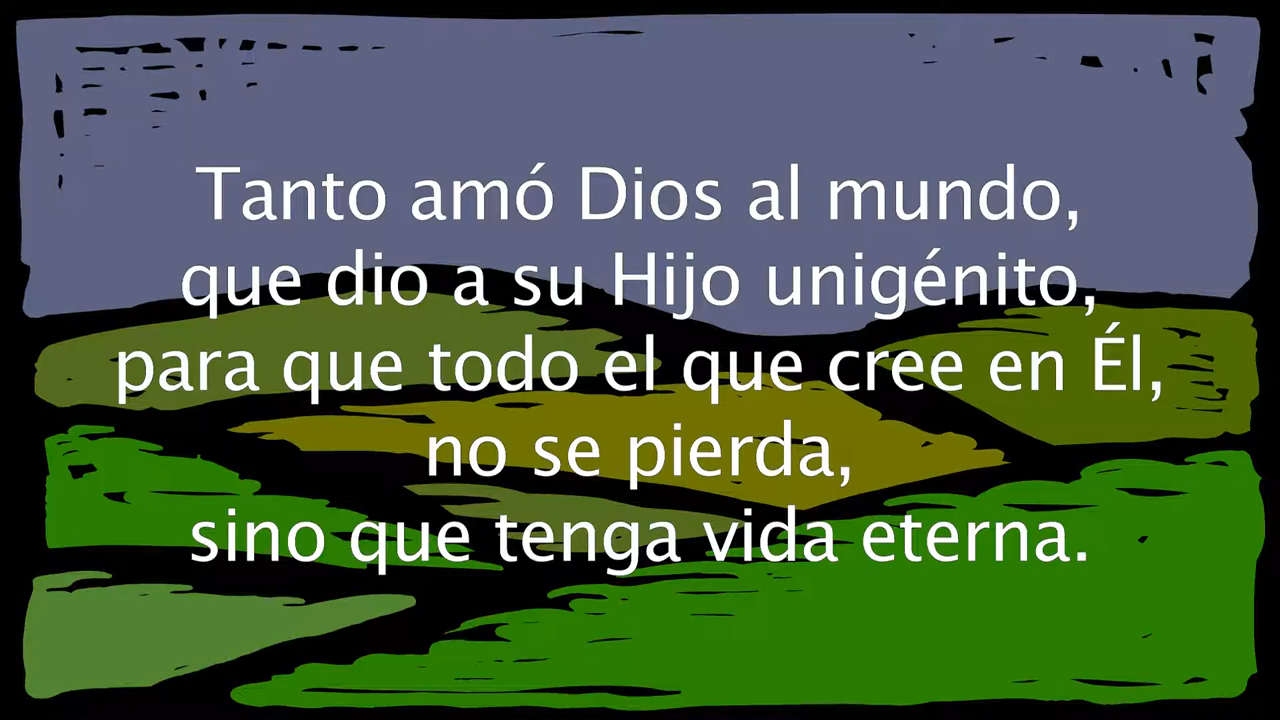 Tanto amó Dios al mundo,
que dio a su Hijo unigénito,
para que todo el que cree en Él,
no se pierda,
sino que tenga vida eterna.